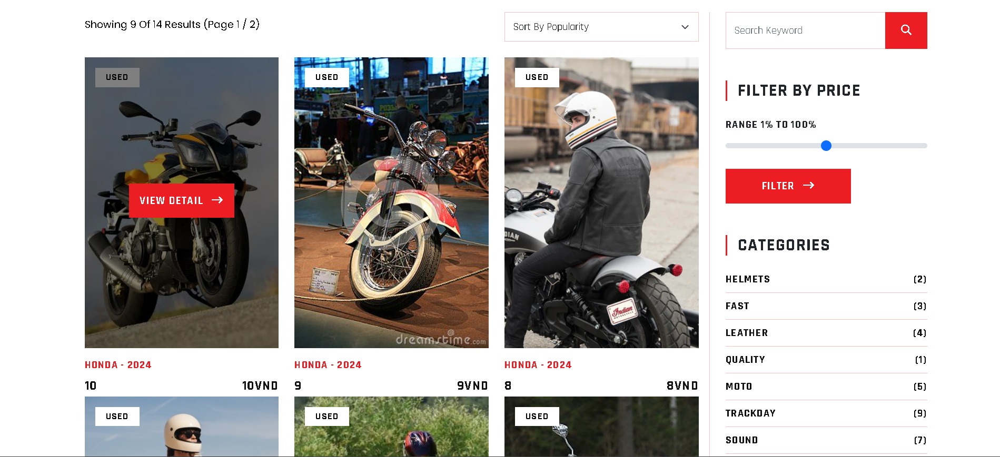 Showing 9 Of 14 Results (Page 1 / 2)
Sort By Popularity
Search Keyword
USED
VIEW DETAIL
HONDA - 2024
10 10VND
USED
dreamstime.com
HONDA - 2024
9 9VND
USED
DIAN
Indian
MOTORCYCLE
HONDA - 2024
8 8VND
USED
USED
USED
FILTER BY PRICE
RANGE 1% TO 100%
FILTER
CATEGORIES
HELMETS (2)
FAST (3)
LEATHER (4)
QUALITY (1)
MOTO (5)
TRACKDAY (9)
SOUND (7)